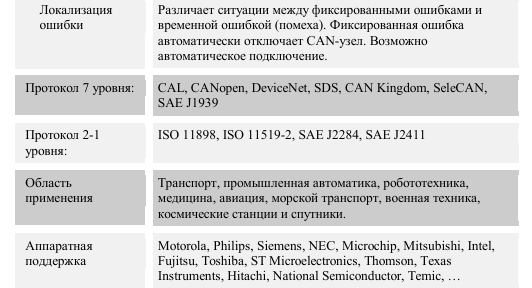 Локализация
ошибки
Различает ситуации между фиксированными ошибками и
временной ошибкой (помеха). Фиксированная ошибка
автоматически отключает CAN-узел. Возможно
автоматическое подключение.
Протокол 7 уровня:
CAL, CANopen, DeviceNet, SDS, CAN Kingdom, SeleCAN,
SAE J1939
Протокол 2-1
уровня:
ISO 11898, ISO 11519-2, SAE J2284, SAE J2411
Область
применения
Транспорт, промышленная автоматика, робототехника,
медицина, авиация, морской транспорт, военная техника,
космические станции и спутники.
Аппаратная
поддержка
Motorola, Philips, Siemens, NEC, Microchip, Mitsubishi, Intel,
Fujitsu, Toshiba, ST Microelectronics, Thomson, Texas
Instruments, Hitachi, National Semiconductor, Temic, …